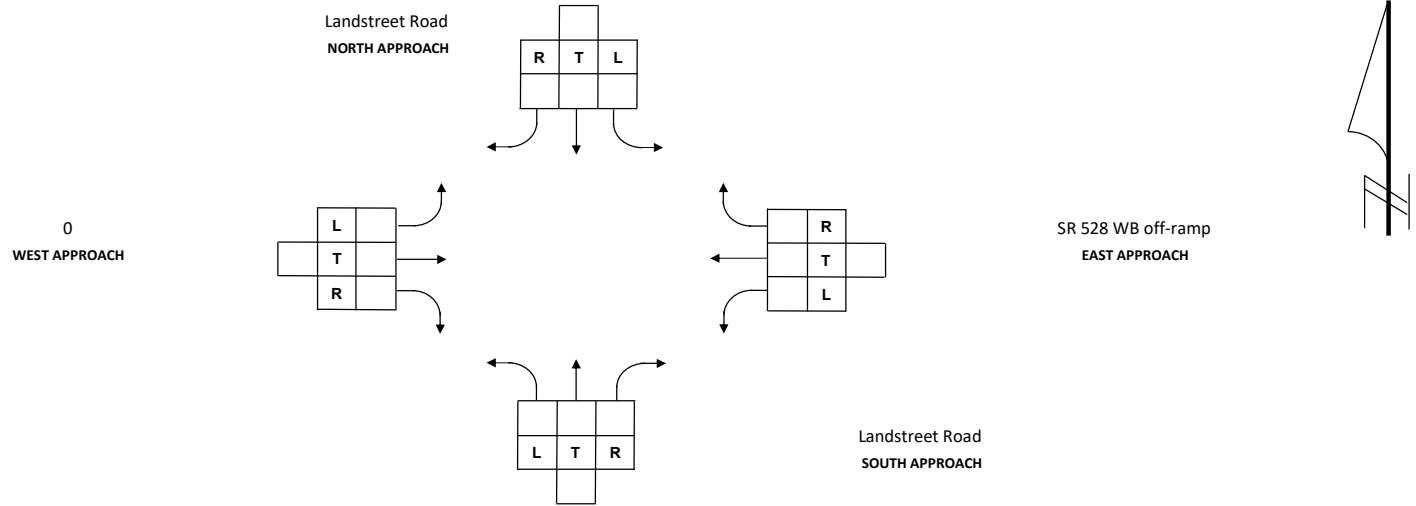 Landstreet Road
NORTH APPROACH
R T L
0
WEST APPROACH
L
T
R
R
T
L
SR 528 WB off-ramp
EAST APPROACH
L T R
Landstreet Road
SOUTH APPROACH
N